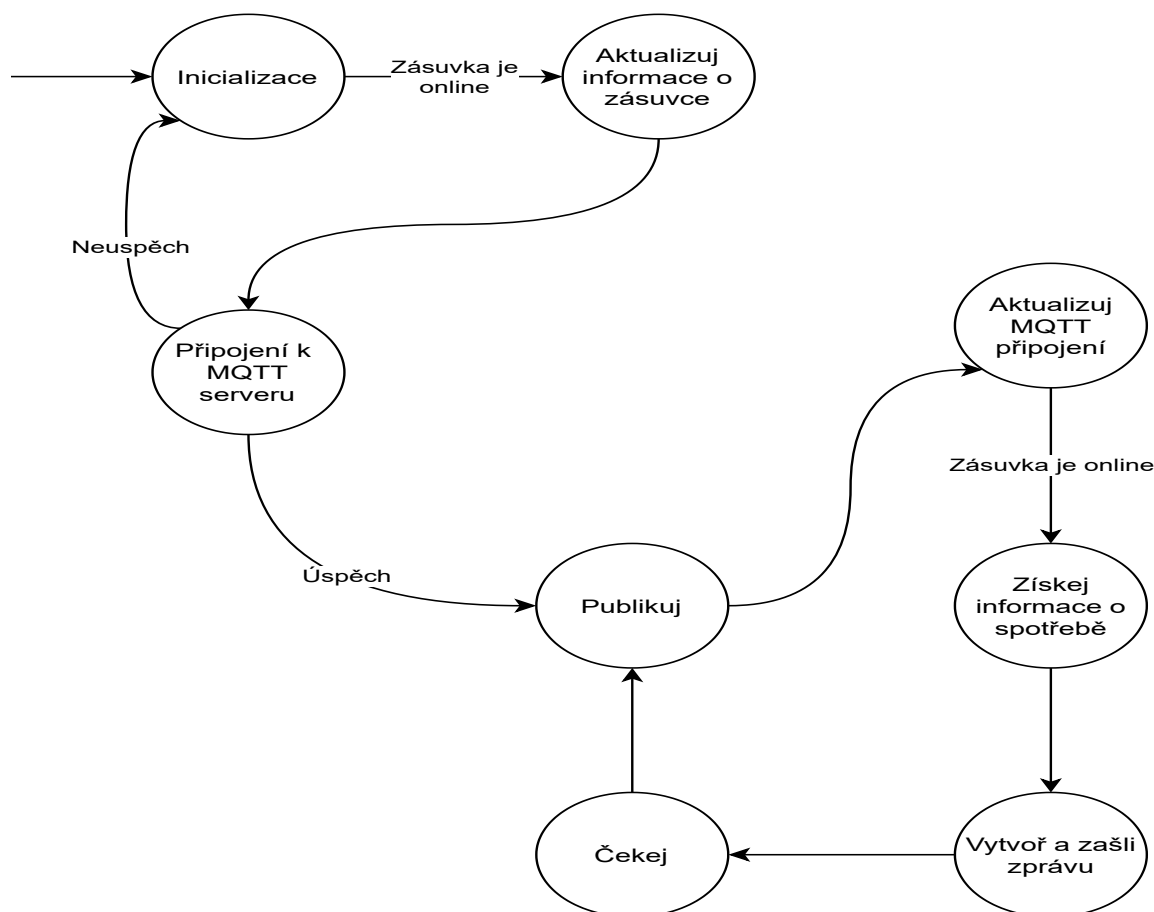 Inicializace
Zásuvka je
online
Aktualizuj
informace o
zásuvce
Neuspěch
Připojení k
MQTT
serveru
Aktualizuj
MQTT
připojení
Zásuvka je online
Úspěch
Publikuj
Získej
informace o
spotřebě
Čekej
Vytvoř a zašli
zprávu